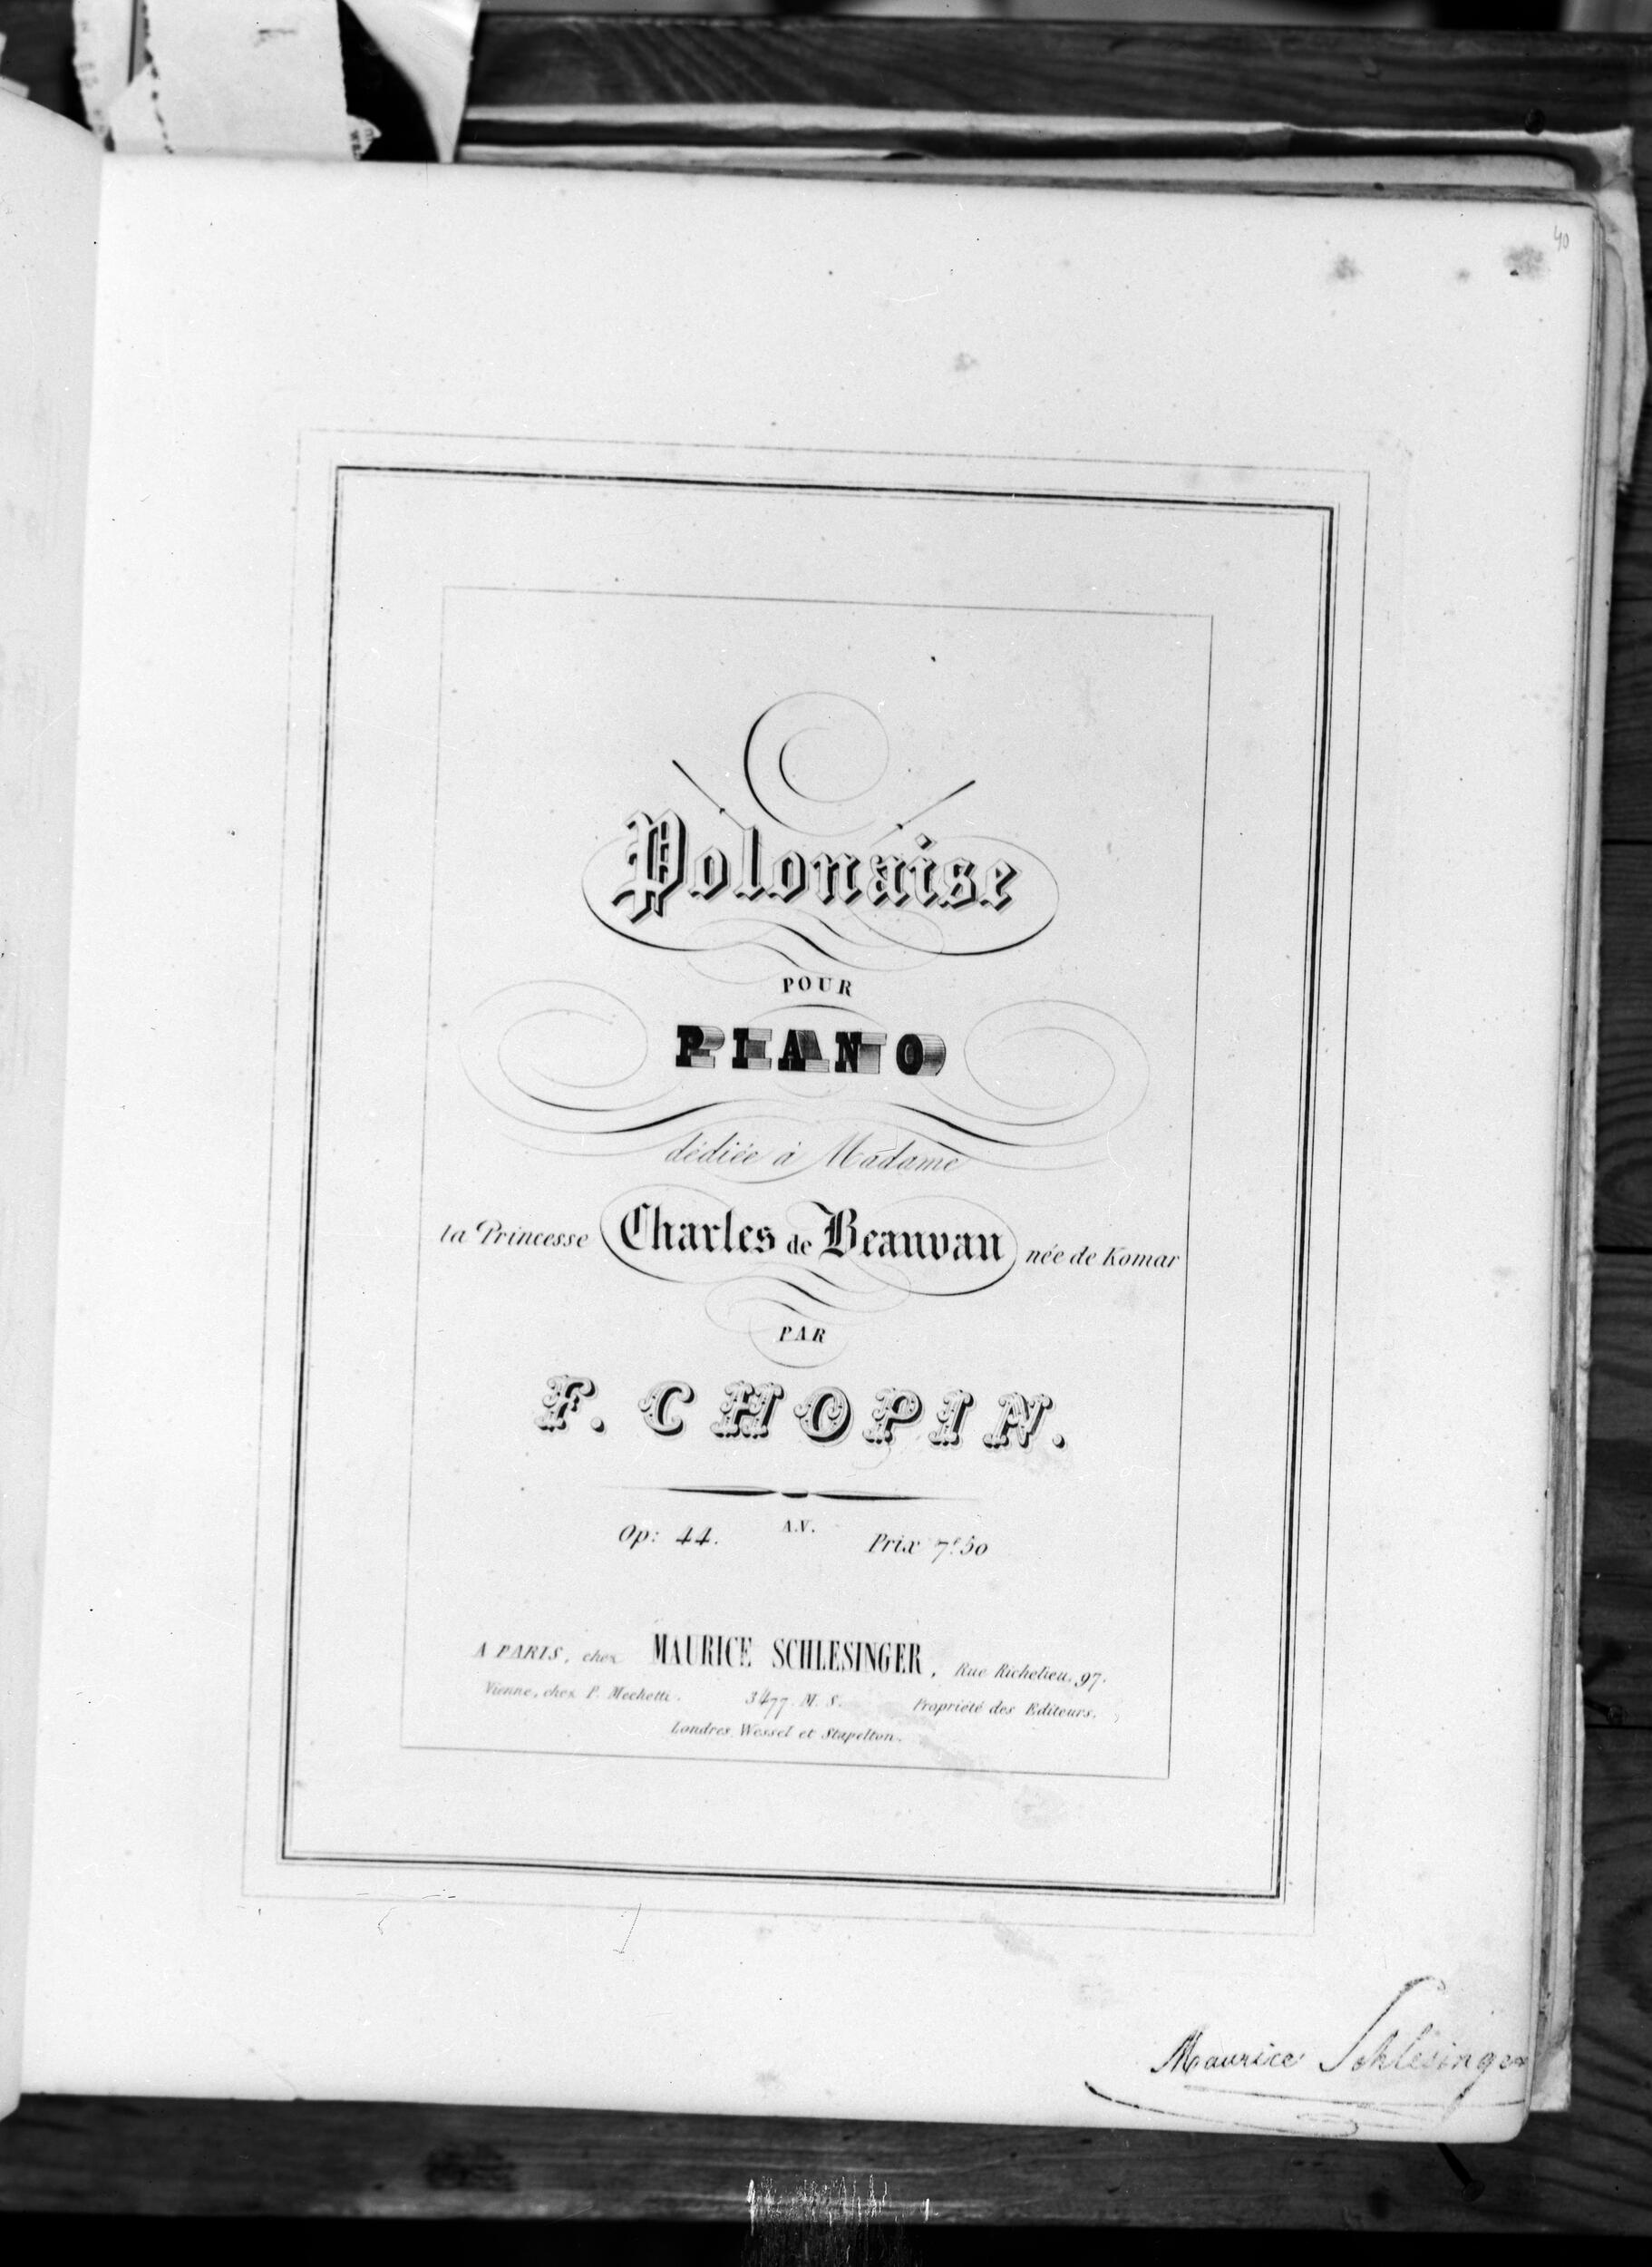 40
Polonaise
POUR
PIANO
dédiée à Madame
la Princesse Charles de Beauvau née de Komar
PAR
F. CHOPIN.
A.V.
Op: 44. Prix 7f.50
A PARIS, chez MAURICE SCHLESINGER, Rue Richelieu. 97.
Vienne, chez P. Mechetti. 3477. M. S. Propriété des Editeurs.
Londres, Wessel et Stapelton.
Maurice Schlesinger